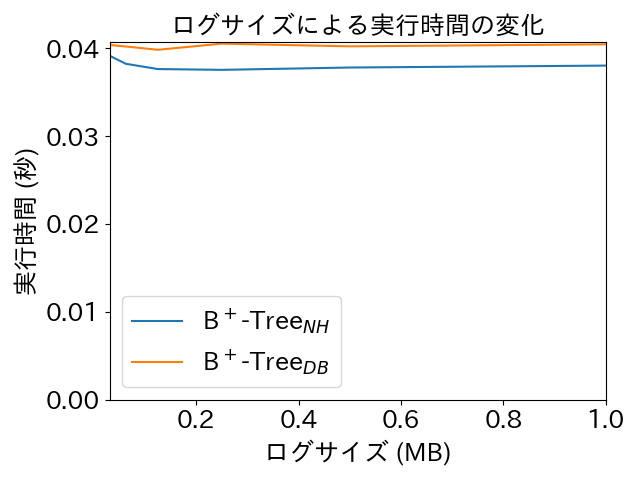 ログサイズによる実行時間の変化
実行時間 (秒)
0.04
0.03
0.02
0.01
0.00
B⁺-Tree_NH
B⁺-Tree_DB
0.2 0.4 0.6 0.8 1.0
ログサイズ (MB)